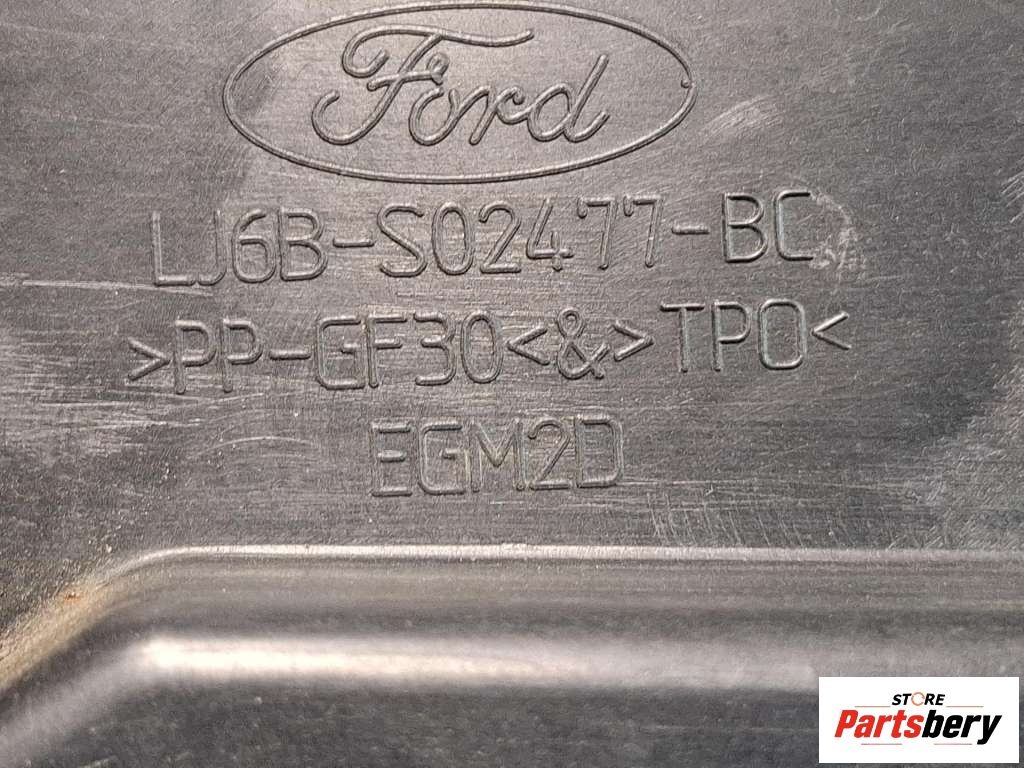 Ford
LJ6B-S02477-BC
>PP-GF30<&>TPO<
EGM2D
STORE
Partsbery